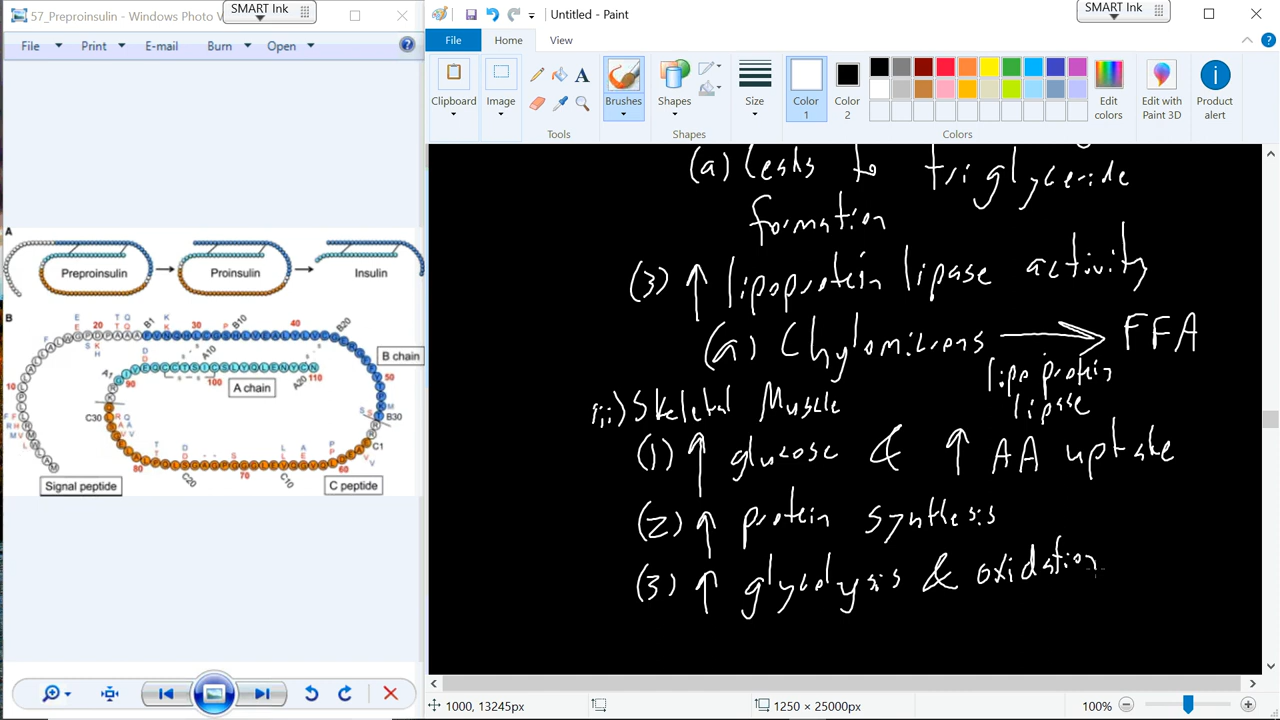 57_Preproinsulin - Windows Photo V
SMART Ink
File Print E-mail Burn Open
A
Preproinsulin Proinsulin Insulin
B
B chain
A chain
Signal peptide
C peptide
Untitled - Paint
SMART Ink
File Home View
Clipboard Image Tools Brushes Shapes Size Color 1 Color 2 Colors Edit colors Edit with Paint 3D Product alert
(a) leads to triglyceride
formation
(3) ↑ lipoprotein lipase activity
(a) Chylomicrons → FFA
lipoprotein
lipase
iii) Skeletal Muscle
(1) ↑ glucose & ↑ AA uptake
(2) ↑ protein synthesis
(3) ↑ glycolysis & oxidation
1000, 13245px
1250 × 25000px
100%